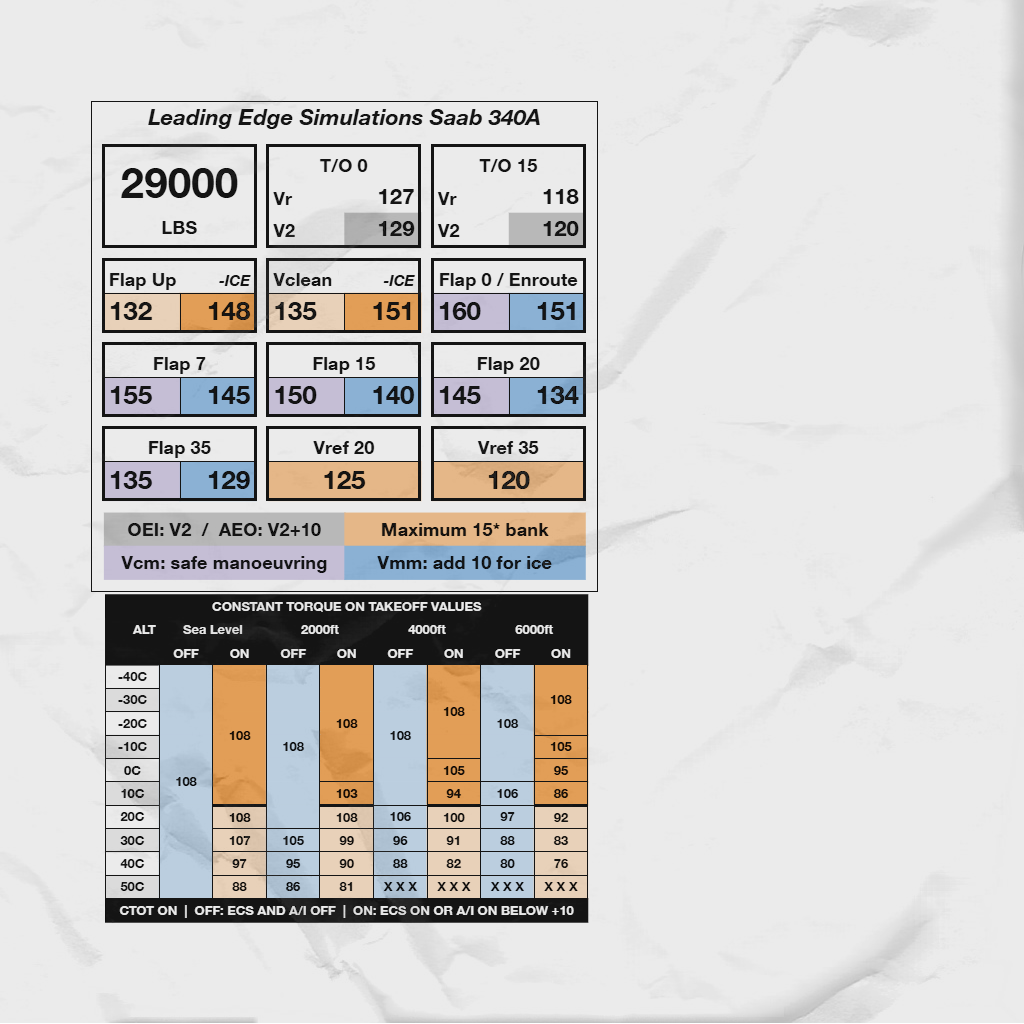 Leading Edge Simulations Saab 340A
29000
LBS
T/O 0
Vr 127
V2 129
T/O 15
Vr 118
V2 120
Flap Up -ICE
132 148
Vclean -ICE
135 151
Flap 0 / Enroute
160 151
Flap 7
155 145
Flap 15
150 140
Flap 20
145 134
Flap 35
135 129
Vref 20
125
Vref 35
120
OEI: V2 / AEO: V2+10
Maximum 15* bank
Vcm: safe manoeuvring
Vmm: add 10 for ice
CONSTANT TORQUE ON TAKEOFF VALUES
ALT Sea Level 2000ft 4000ft 6000ft
OFF ON OFF ON OFF ON OFF ON
-40C
-30C 108
108
-20C 108 108
-10C 108 108 108 105
0C 108 105 95
10C 103 94 106 86
20C 108 108 106 100 97 92
30C 107 105 99 96 91 88 83
40C 97 95 90 88 82 80 76
50C 88 86 81 X X X X X X X X X X X X
CTOT ON | OFF: ECS AND A/I OFF | ON: ECS ON OR A/I ON BELOW +10